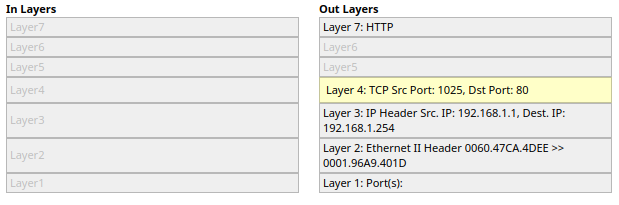 In Layers
Layer7
Layer6
Layer5
Layer4
Layer3
Layer2
Layer1
Out Layers
Layer 7: HTTP
Layer6
Layer5
Layer 4: TCP Src Port: 1025, Dst Port: 80
Layer 3: IP Header Src. IP: 192.168.1.1, Dest. IP:
192.168.1.254
Layer 2: Ethernet II Header 0060.47CA.4DEE >>
0001.96A9.401D
Layer 1: Port(s):